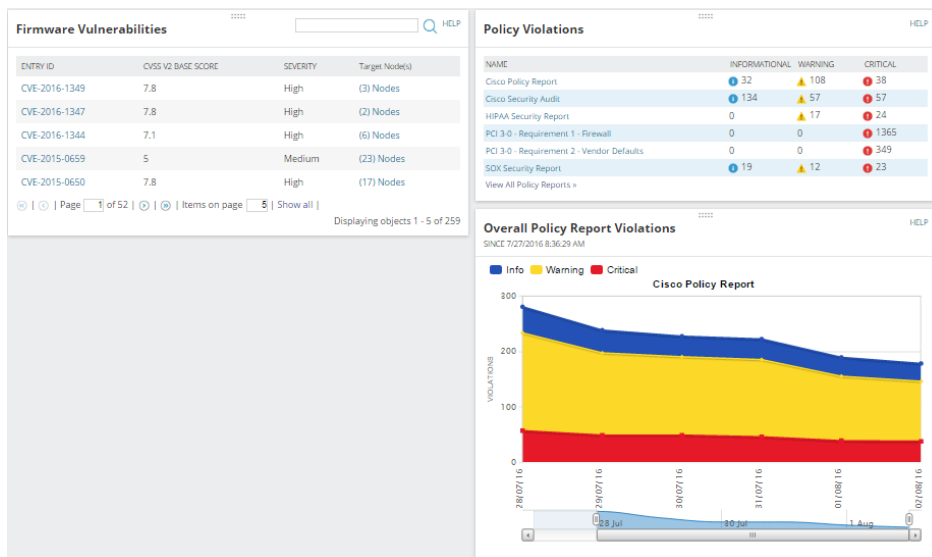 Firmware Vulnerabilities
HELP
ENTRY ID CVSS V2 BASE SCORE SEVERITY Target Node(s)
CVE-2016-1349 7.8 High (3) Nodes
CVE-2016-1347 7.8 High (2) Nodes
CVE-2016-1344 7.1 High (6) Nodes
CVE-2015-0659 5 Medium (23) Nodes
CVE-2015-0650 7.8 High (17) Nodes
| Page 1 of 52 | | Items on page 5 | Show all |
Displaying objects 1 - 5 of 259
Policy Violations
HELP
NAME INFORMATIONAL WARNING CRITICAL
Cisco Policy Report 32 108 38
Cisco Security Audit 134 57 57
HIPAA Security Report 0 17 24
PCI 3-0 - Requirement 1 - Firewall 0 0 1365
PCI 3-0 - Requirement 2 - Vendor Defaults 0 0 349
SOX Security Report 19 12 23
View All Policy Reports »
Overall Policy Report Violations
HELP
SINCE 7/27/2016 8:36:29 AM
Info Warning Critical
Cisco Policy Report
300
200
100
0
VIOLATIONS
28/07/16 29/07/16 30/07/16 31/07/16 01/08/16 02/08/16
28 Jul 30 Jul 1 Aug